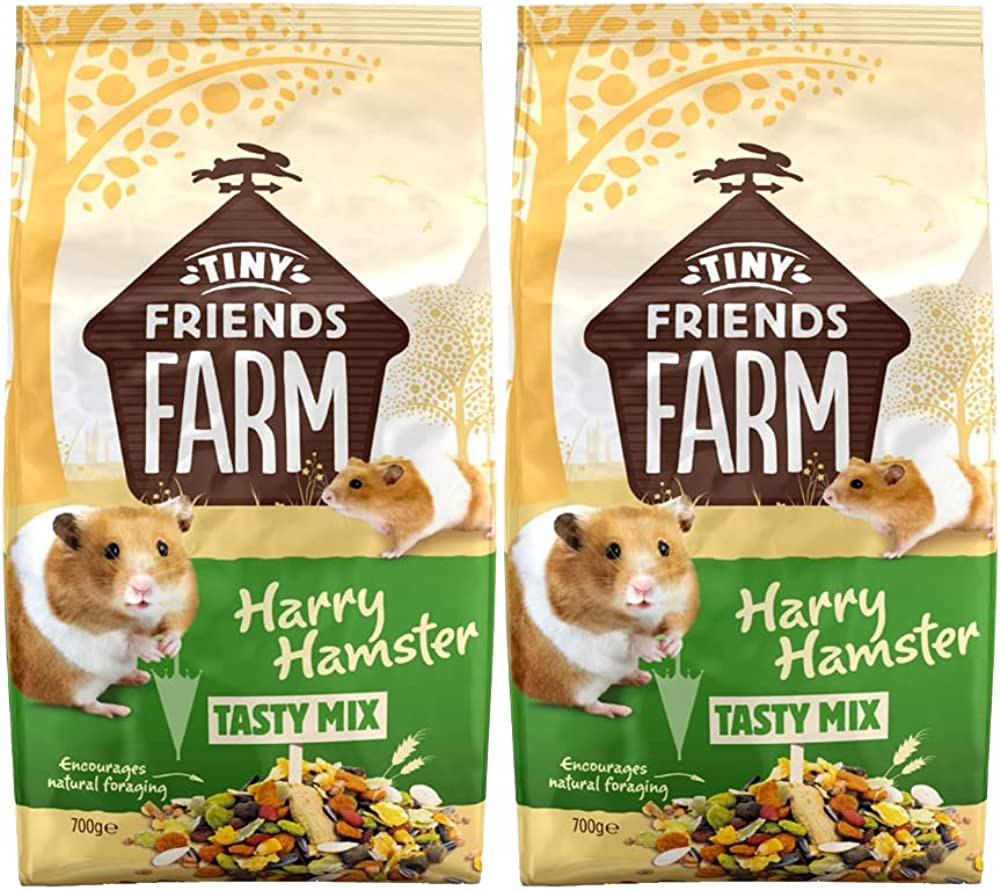 TINY
FRIENDS
FARM
Harry
Hamster
TASTY MIX
Encourages
natural foraging
700g℮
TINY
FRIENDS
FARM
Harry
Hamster
TASTY MIX
Encourages
natural foraging
700g℮